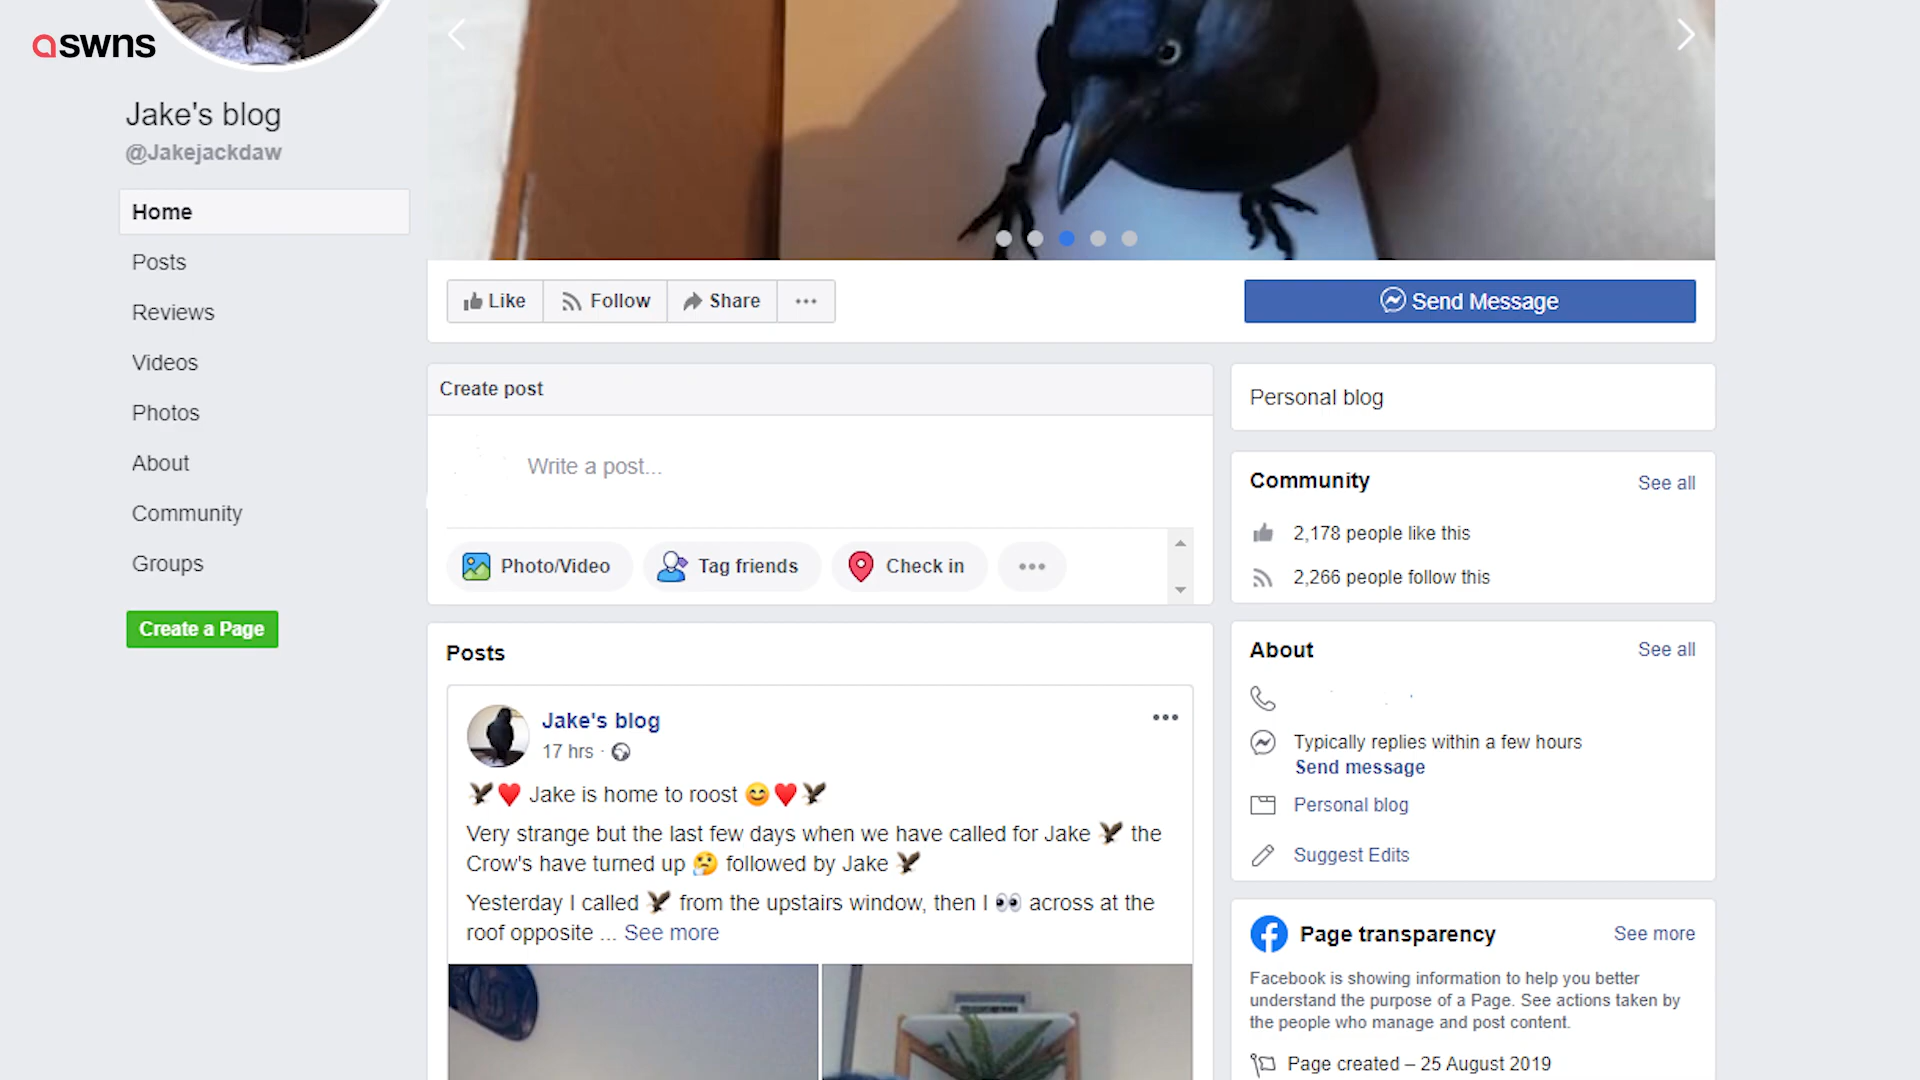 swns
Jake's blog
@Jakejackdaw
Home
Posts
Reviews
Videos
Photos
About
Community
Groups
Create a Page
Like
Follow
Share
Send Message
Create post
Write a post...
Photo/Video
Tag friends
Check in
Posts
Jake's blog
17 hrs ·
🦅❤️ Jake is home to roost 😊❤️🦅
Very strange but the last few days when we have called for Jake 🦅 the
Crow's have turned up 🤔 followed by Jake 🦅
Yesterday I called 🦅 from the upstairs window, then I 👀 across at the
roof opposite ... See more
Personal blog
Community
See all
2,178 people like this
2,266 people follow this
About
See all
Typically replies within a few hours
Send message
Personal blog
Suggest Edits
Page transparency
See more
Facebook is showing information to help you better
understand the purpose of a Page. See actions taken by
the people who manage and post content.
Page created – 25 August 2019